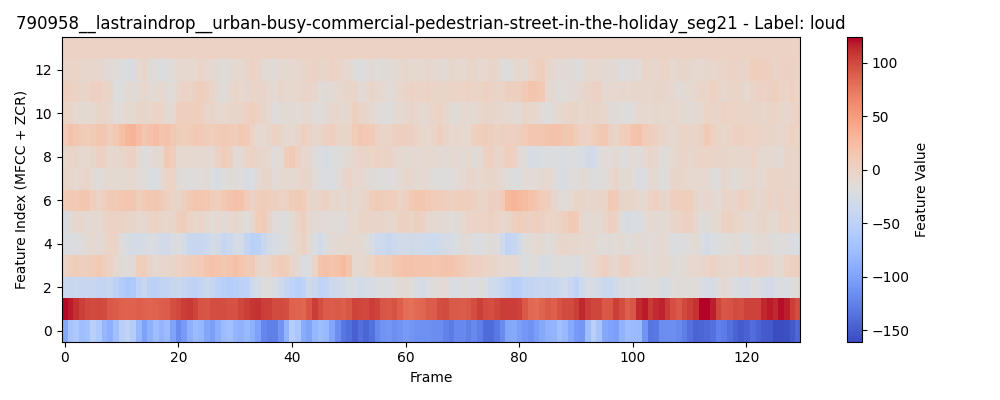 790958__lastraindrop__urban-busy-commercial-pedestrian-street-in-the-holiday_seg21 - Label: loud
Feature Index (MFCC + ZCR)
12
10
8
6
4
2
0
0 20 40 60 80 100 120
Frame
100
50
0
−50
−100
−150
Feature Value